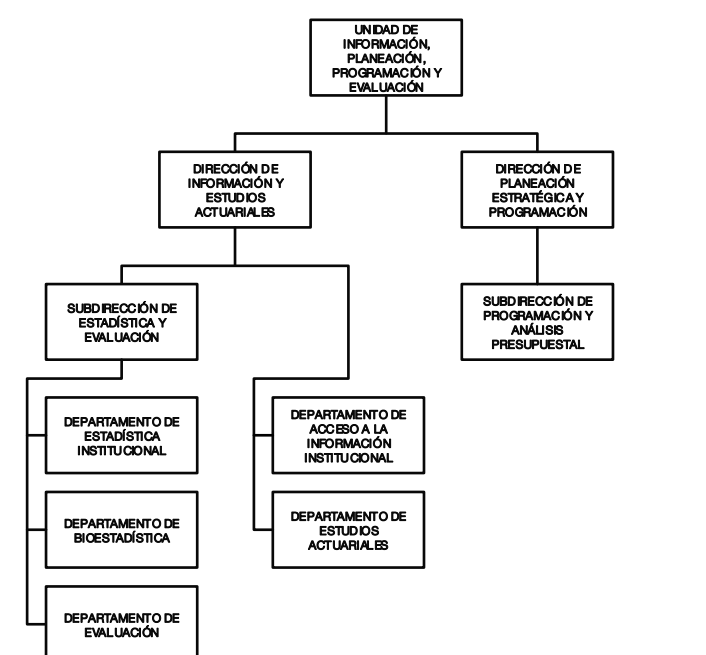 UNIDAD DE
INFORMACIÓN,
PLANEACIÓN,
PROGRAMACIÓN Y
EVALUACIÓN
DIRECCIÓN DE
INFORMACIÓN Y
ESTUDIOS
ACTUARIALES
DIRECCIÓN DE
PLANEACIÓN
ESTRATÉGICA Y
PROGRAMACIÓN
SUBDIRECCIÓN DE
ESTADÍSTICA Y
EVALUACIÓN
SUBDIRECCIÓN DE
PROGRAMACIÓN Y
ANÁLISIS
PRESUPUESTAL
DEPARTAMENTO DE
ESTADÍSTICA
INSTITUCIONAL
DEPARTAMENTO DE
ACCESO A LA
INFORMACIÓN
INSTITUCIONAL
DEPARTAMENTO DE
BIOESTADÍSTICA
DEPARTAMENTO DE
ESTUDIOS
ACTUARIALES
DEPARTAMENTO DE
EVALUACIÓN